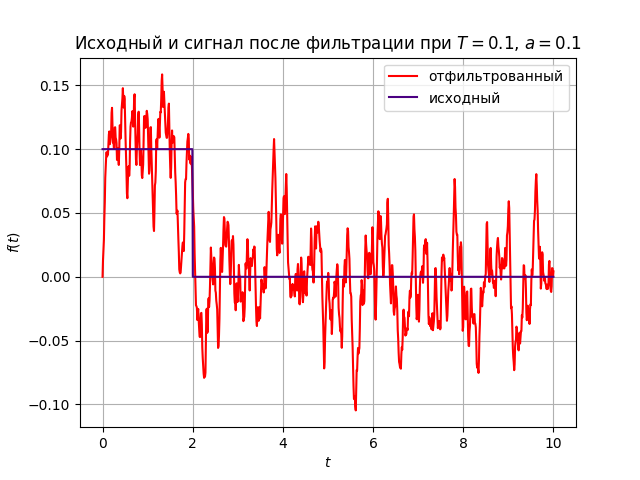 Исходный и сигнал после фильтрации при T = 0.1, a = 0.1
отфильтрованный
исходный
0.15
0.10
0.05
0.00
−0.05
−0.10
f(t)
0 2 4 6 8 10
t